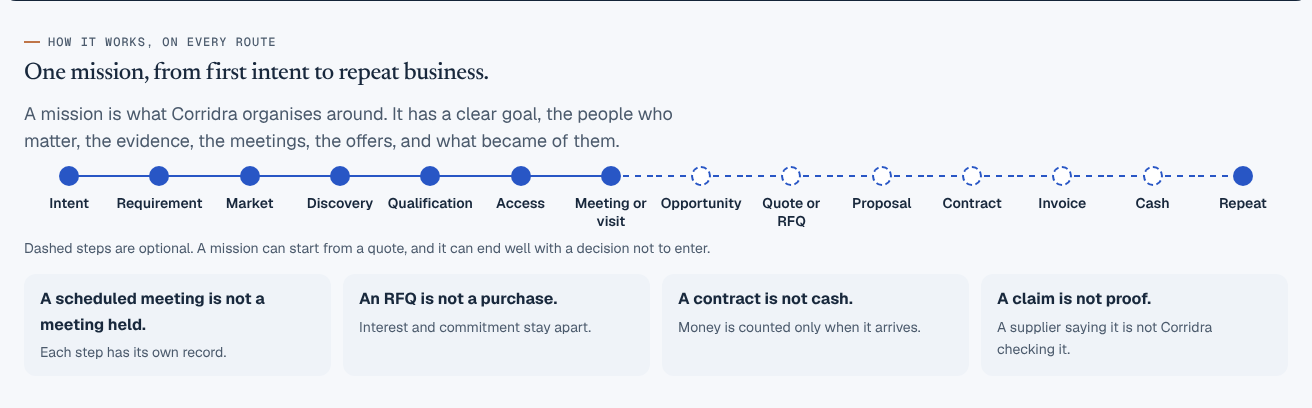 HOW IT WORKS, ON EVERY ROUTE
One mission, from first intent to repeat business.
A mission is what Corridra organises around. It has a clear goal, the people who
matter, the evidence, the meetings, the offers, and what became of them.
Intent
Requirement
Market
Discovery
Qualification
Access
Meeting or
visit
Opportunity
Quote or
RFQ
Proposal
Contract
Invoice
Cash
Repeat
Dashed steps are optional. A mission can start from a quote, and it can end well with a decision not to enter.
A scheduled meeting is not a
meeting held.
Each step has its own record.
An RFQ is not a purchase.
Interest and commitment stay apart.
A contract is not cash.
Money is counted only when it arrives.
A claim is not proof.
A supplier saying it is not Corridra
checking it.